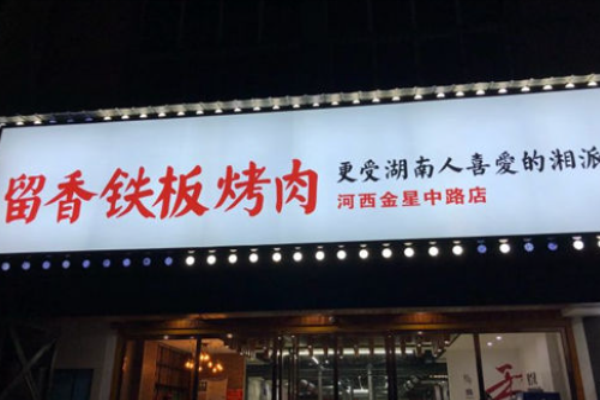 留香铁板烤肉
更受湖南人喜爱的湘派
河西金星中路店